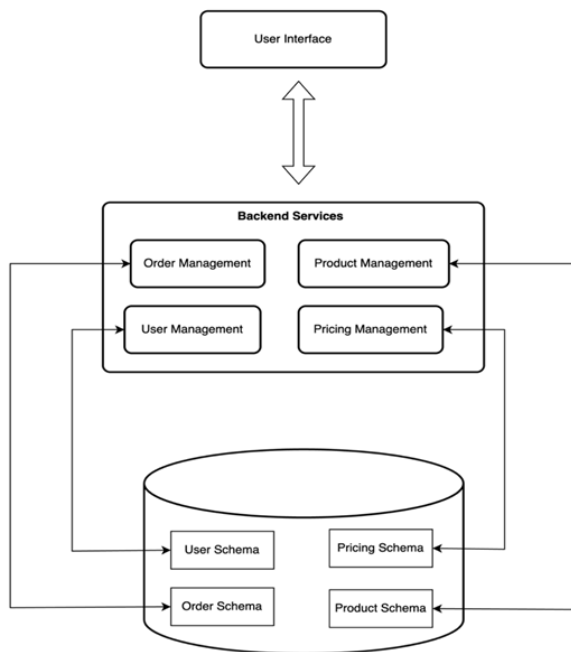 User Interface
Backend Services
Order Management
Product Management
User Management
Pricing Management
User Schema
Pricing Schema
Order Schema
Product Schema